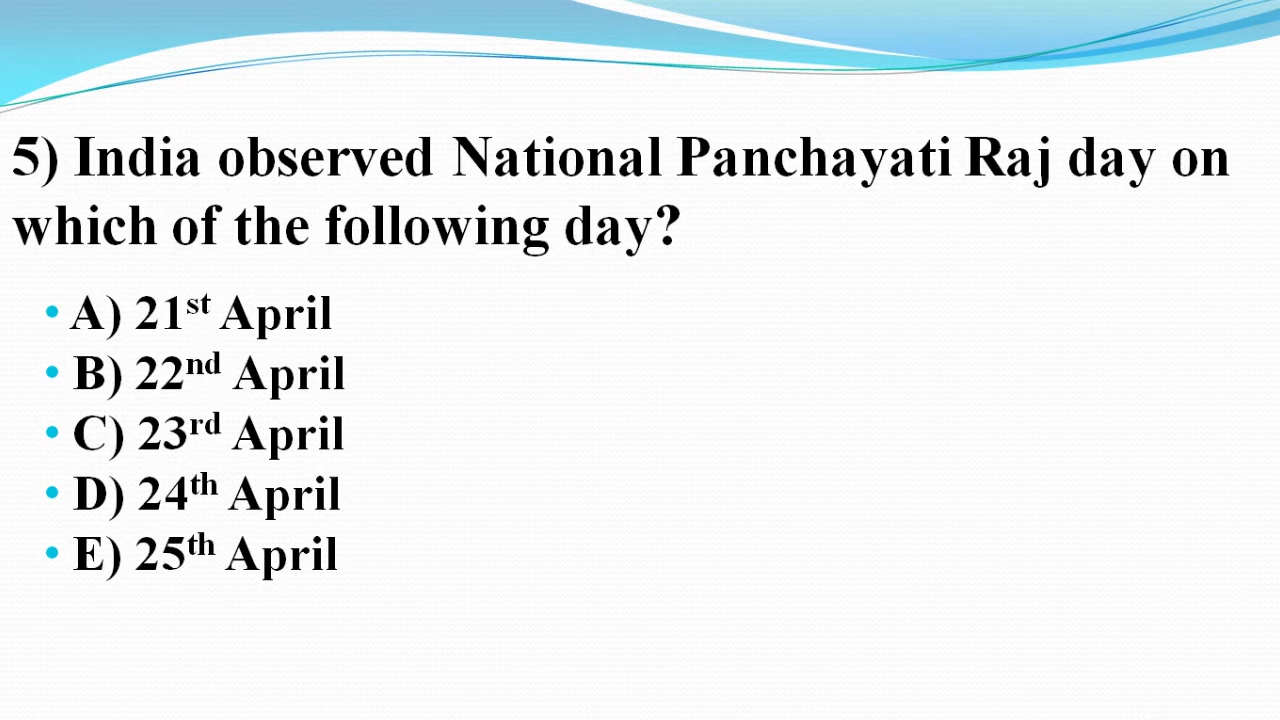 5) India observed National Panchayati Raj day on
which of the following day?
• A) 21st April
• B) 22nd April
• C) 23rd April
• D) 24th April
• E) 25th April